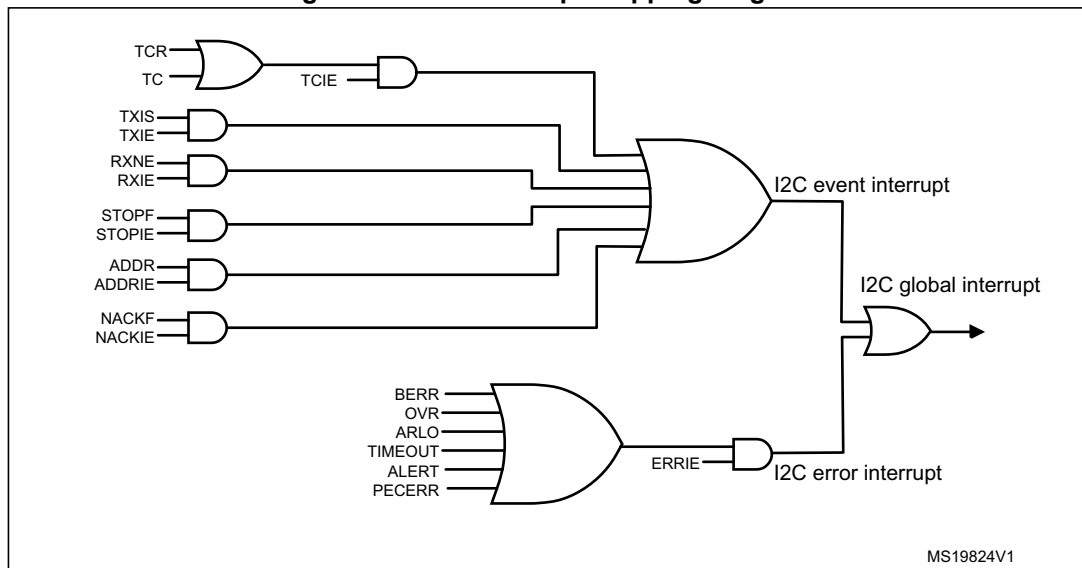 TCR
TC
TCIE
TXIS
TXIE
RXNE
RXIE
STOPF
STOPIE
ADDR
ADDRIE
NACKF
NACKIE
I2C event interrupt
I2C global interrupt
BERR
OVR
ARLO
TIMEOUT
ALERT
PECERR
ERRIE
I2C error interrupt
MS19824V1